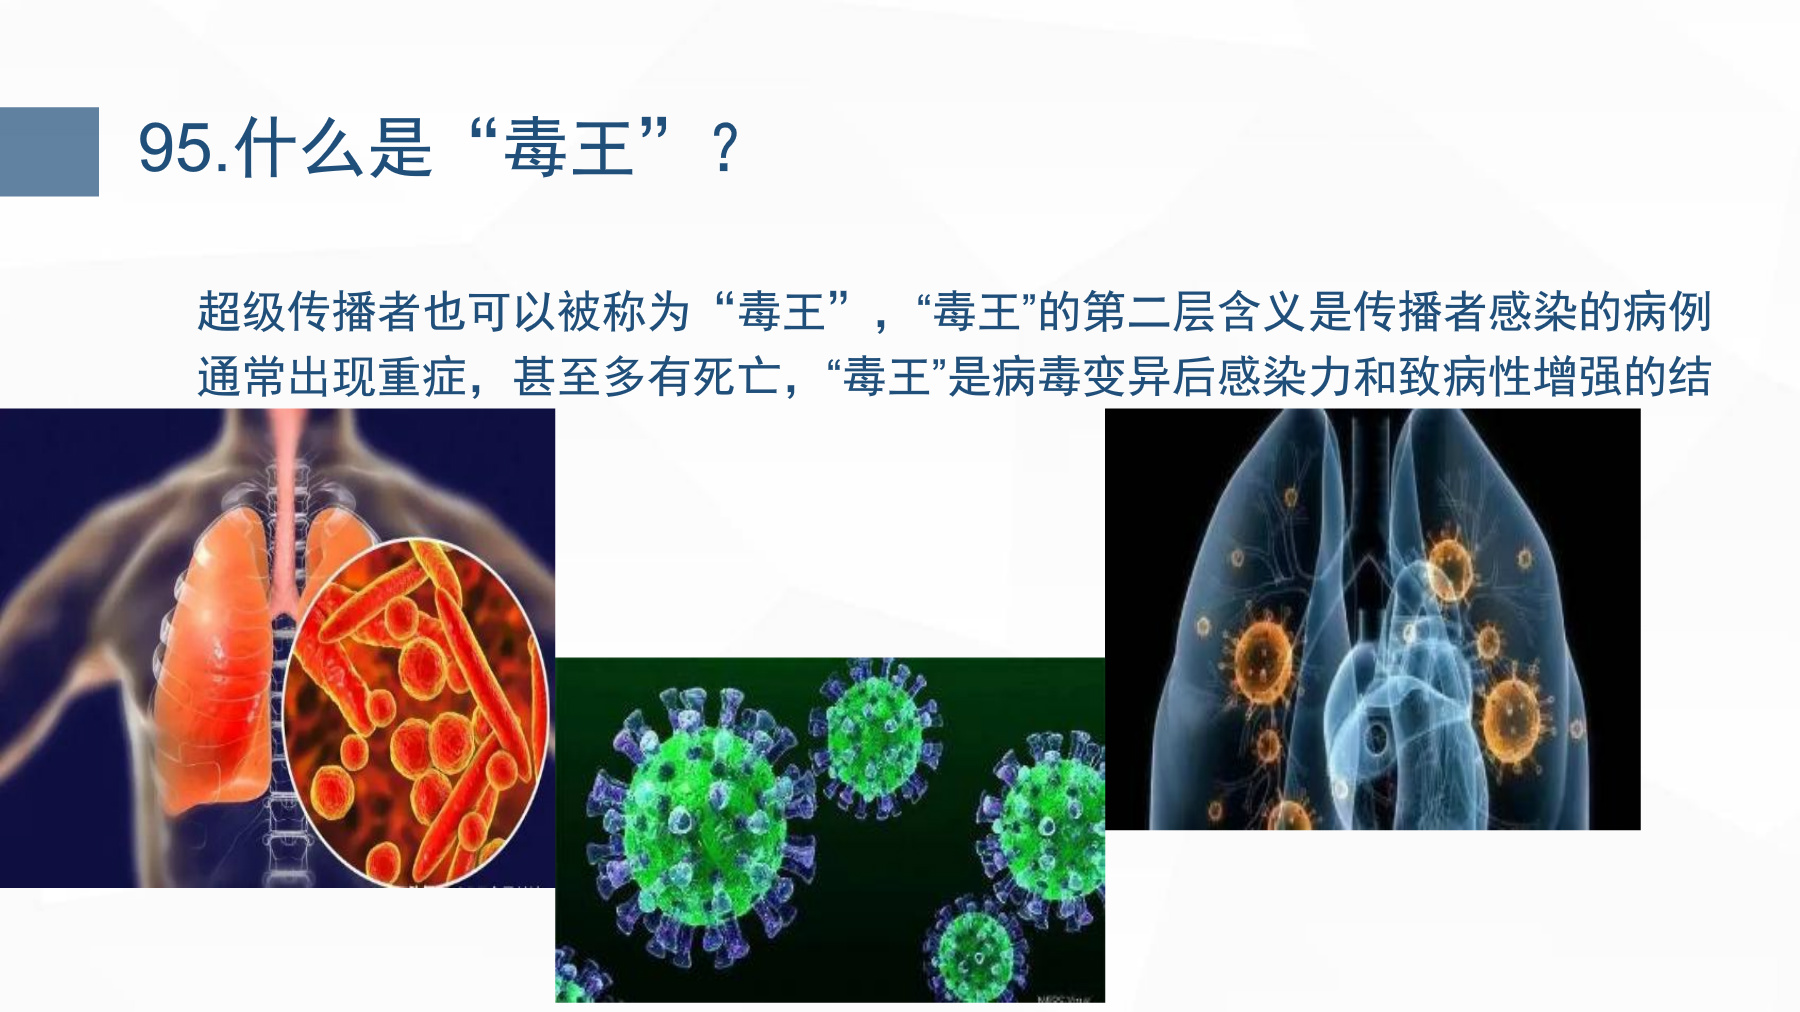 95.什么是“毒王”？
超级传播者也可以被称为“毒王”，“毒王”的第二层含义是传播者感染的病例
通常出现重症，甚至多有死亡，“毒王”是病毒变异后感染力和致病性增强的结